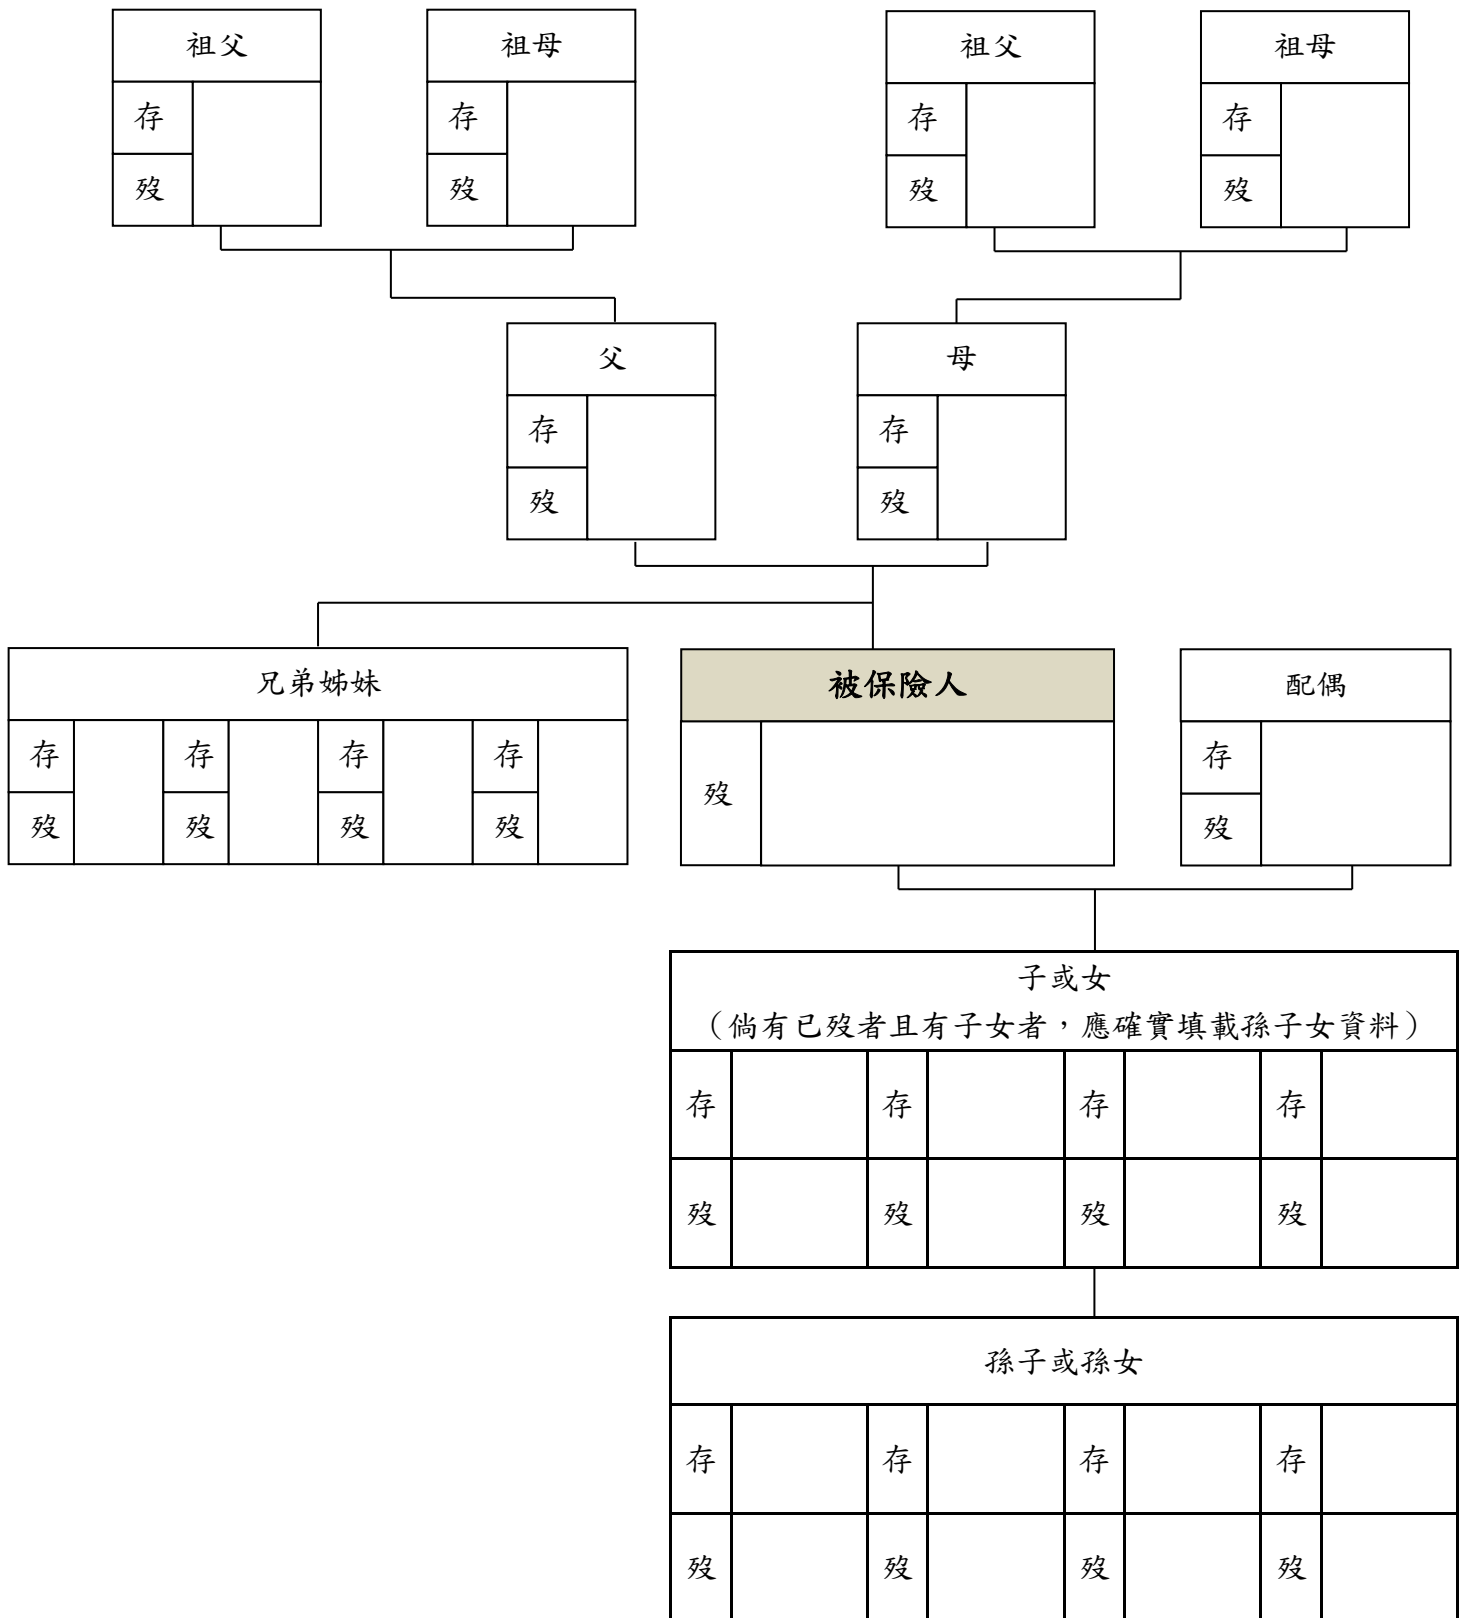 祖父 祖母 祖父 祖母
存 存 存 存
歿 歿 歿 歿
父 母
存 存
歿 歿
兄弟姊妹 被保險人 配偶
存 存 存 存 存
歿
歿 歿 歿 歿 歿
子或女
（倘有已歿者且有子女者，應確實填載孫子女資料）
存 存 存 存
歿 歿 歿 歿
孫子或孫女
存 存 存 存
歿 歿 歿 歿